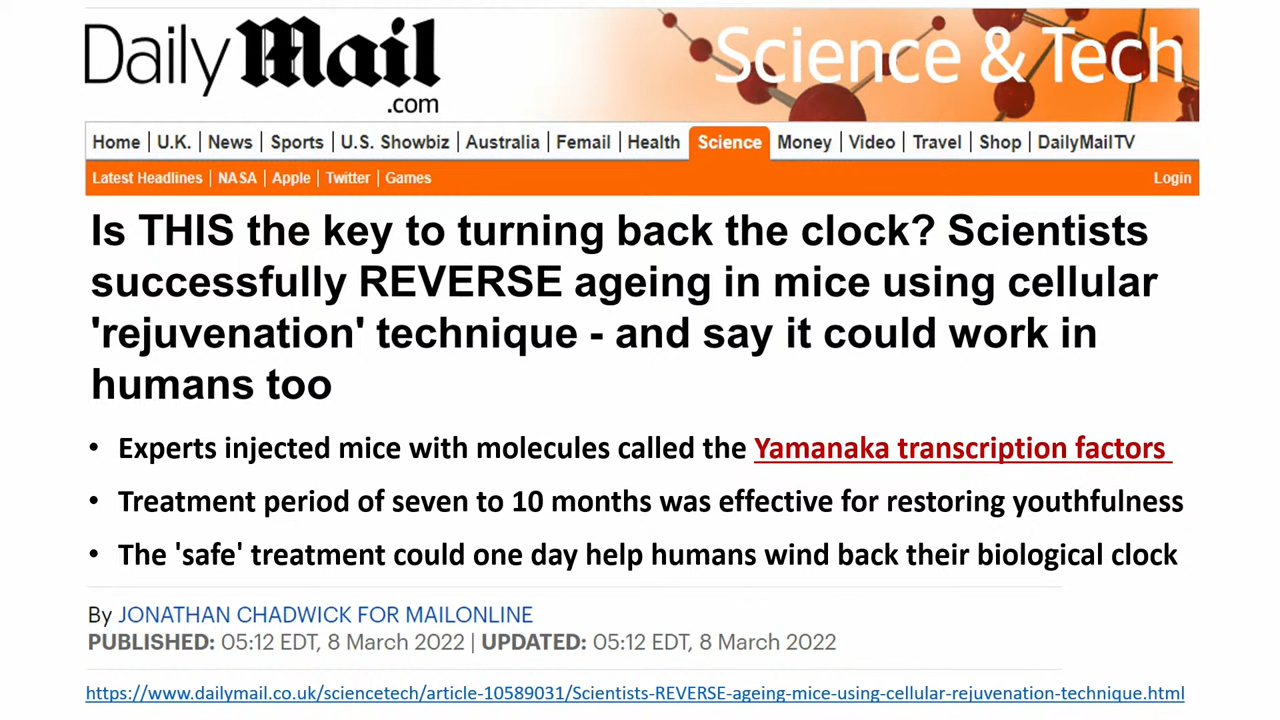 Daily Mail
.com
Science & Tech
Home | U.K. | News | Sports | U.S. Showbiz | Australia | Femail | Health | Science | Money | Video | Travel | Shop | DailyMailTV
Latest Headlines | NASA | Apple | Twitter | Games
Login
Is THIS the key to turning back the clock? Scientists
successfully REVERSE ageing in mice using cellular
'rejuvenation' technique - and say it could work in
humans too
• Experts injected mice with molecules called the Yamanaka transcription factors
• Treatment period of seven to 10 months was effective for restoring youthfulness
• The 'safe' treatment could one day help humans wind back their biological clock
By JONATHAN CHADWICK FOR MAILONLINE
PUBLISHED: 05:12 EDT, 8 March 2022 | UPDATED: 05:12 EDT, 8 March 2022
https://www.dailymail.co.uk/sciencetech/article-10589031/Scientists-REVERSE-ageing-mice-using-cellular-rejuvenation-technique.html